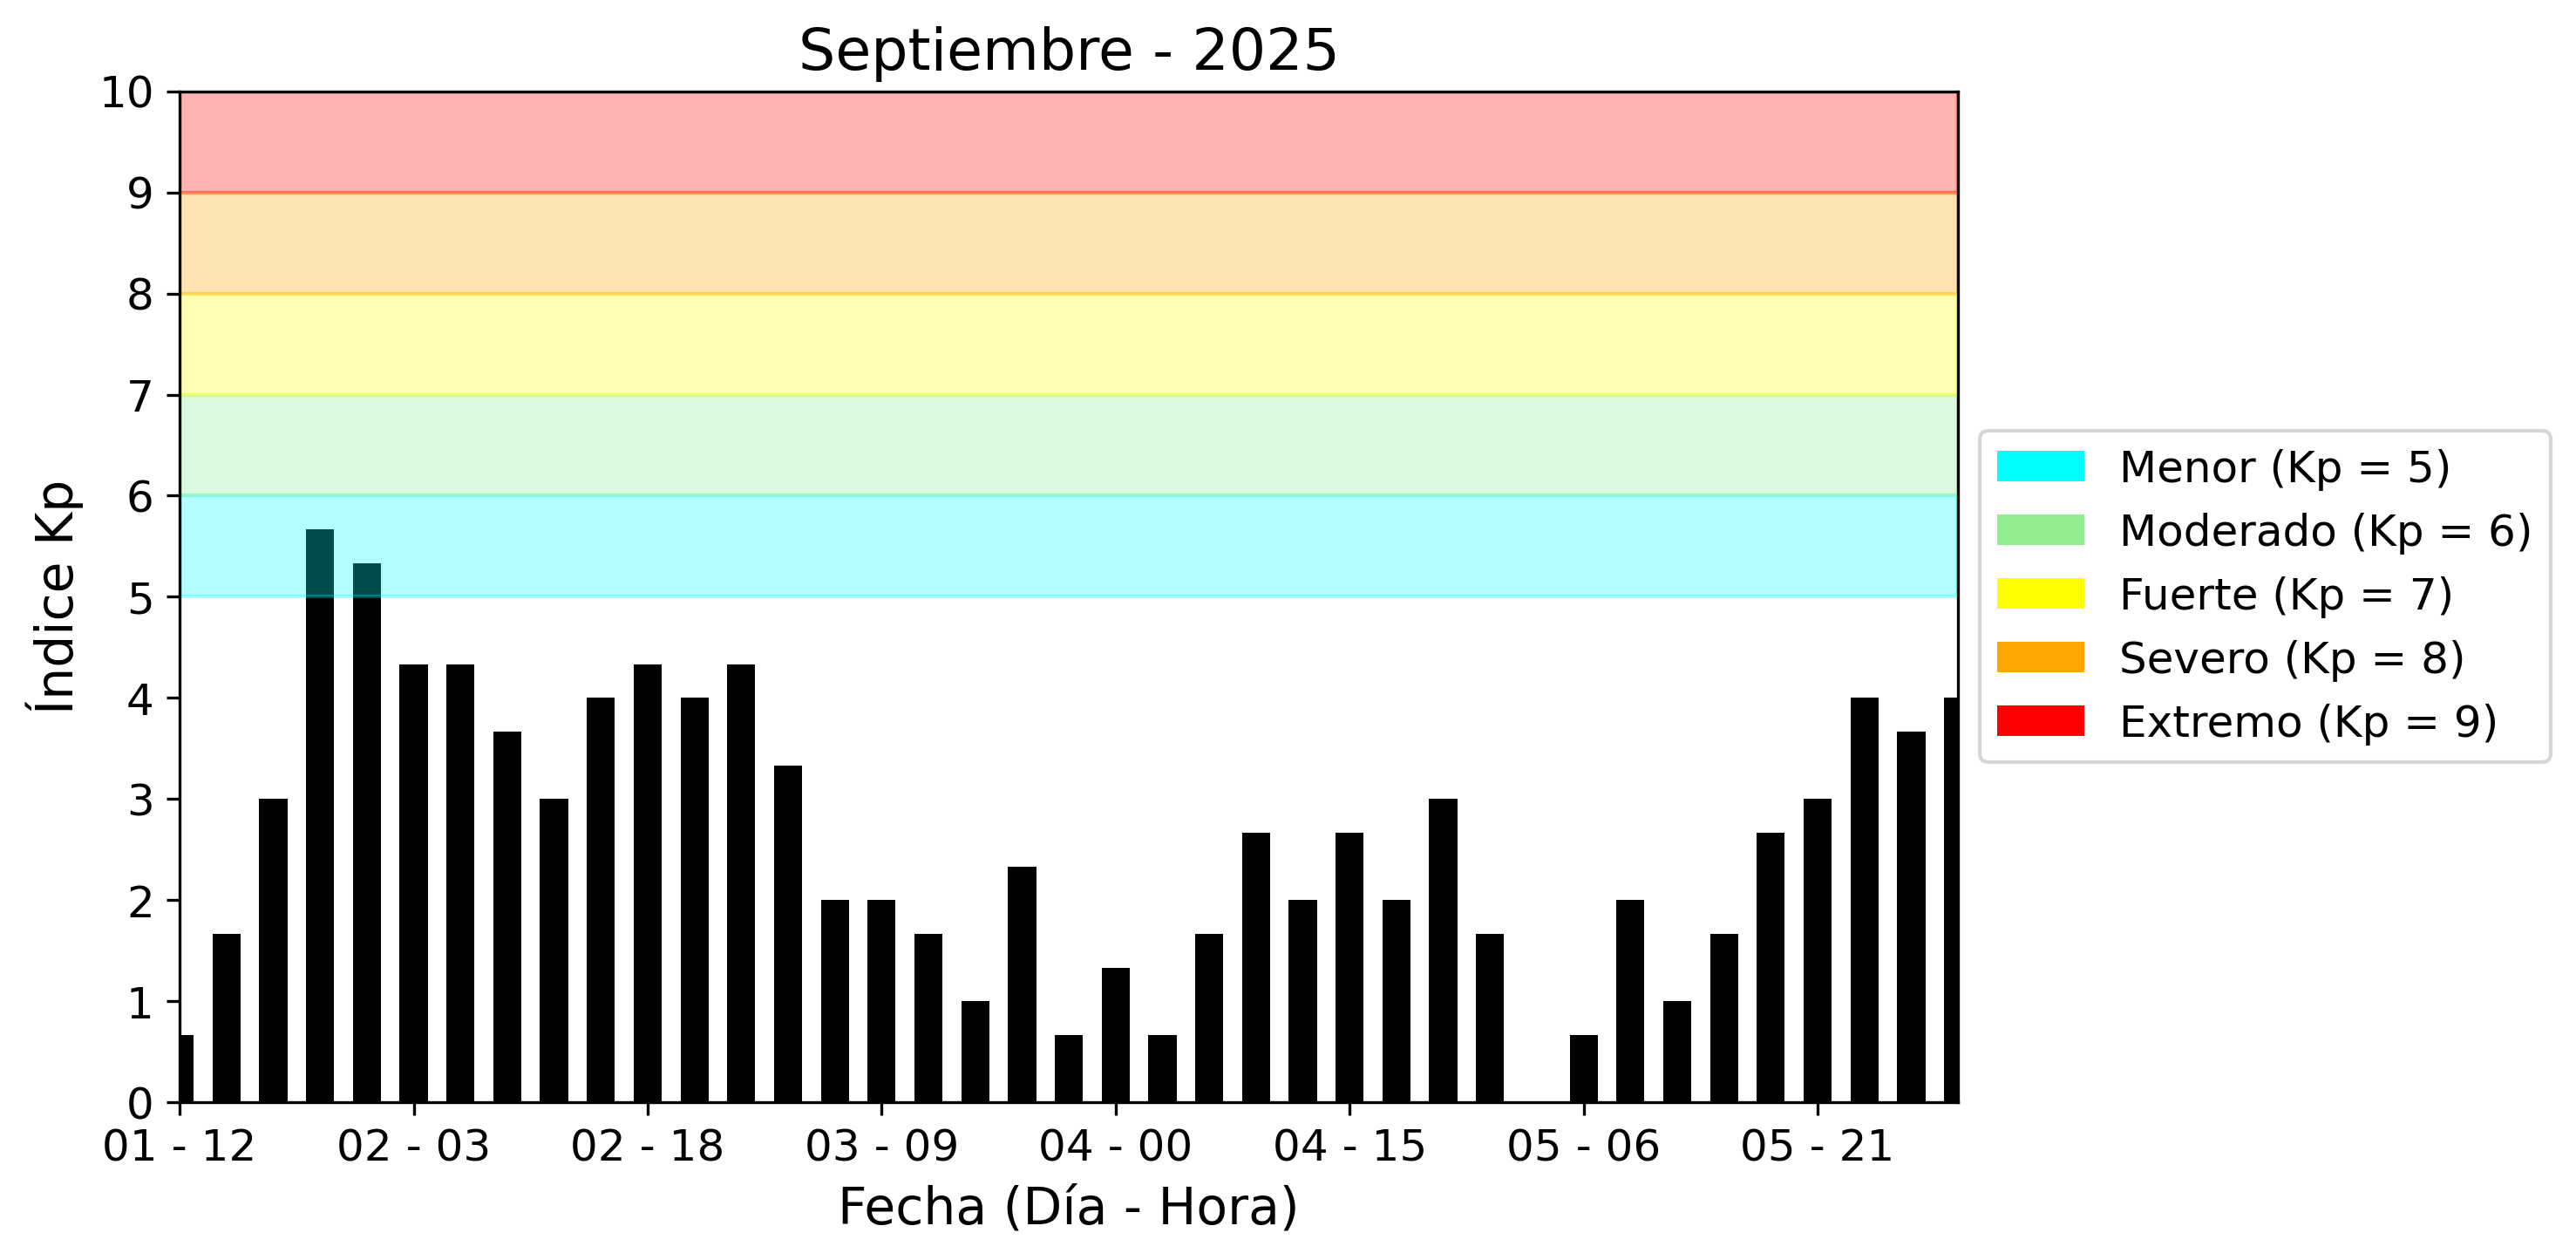 Septiembre - 2025
10
9
8
7
6
5
4
3
2
1
0
Índice Kp
01 - 12
02 - 03
02 - 18
03 - 09
04 - 00
04 - 15
05 - 06
05 - 21
Fecha (Día - Hora)
Menor (Kp = 5)
Moderado (Kp = 6)
Fuerte (Kp = 7)
Severo (Kp = 8)
Extremo (Kp = 9)